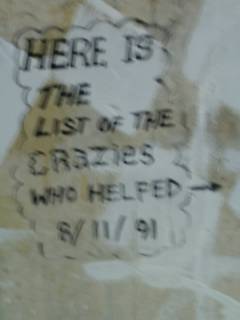 HERE IS
THE
LIST OF THE
CRAZIES
WHO HELPED →
8/11/91